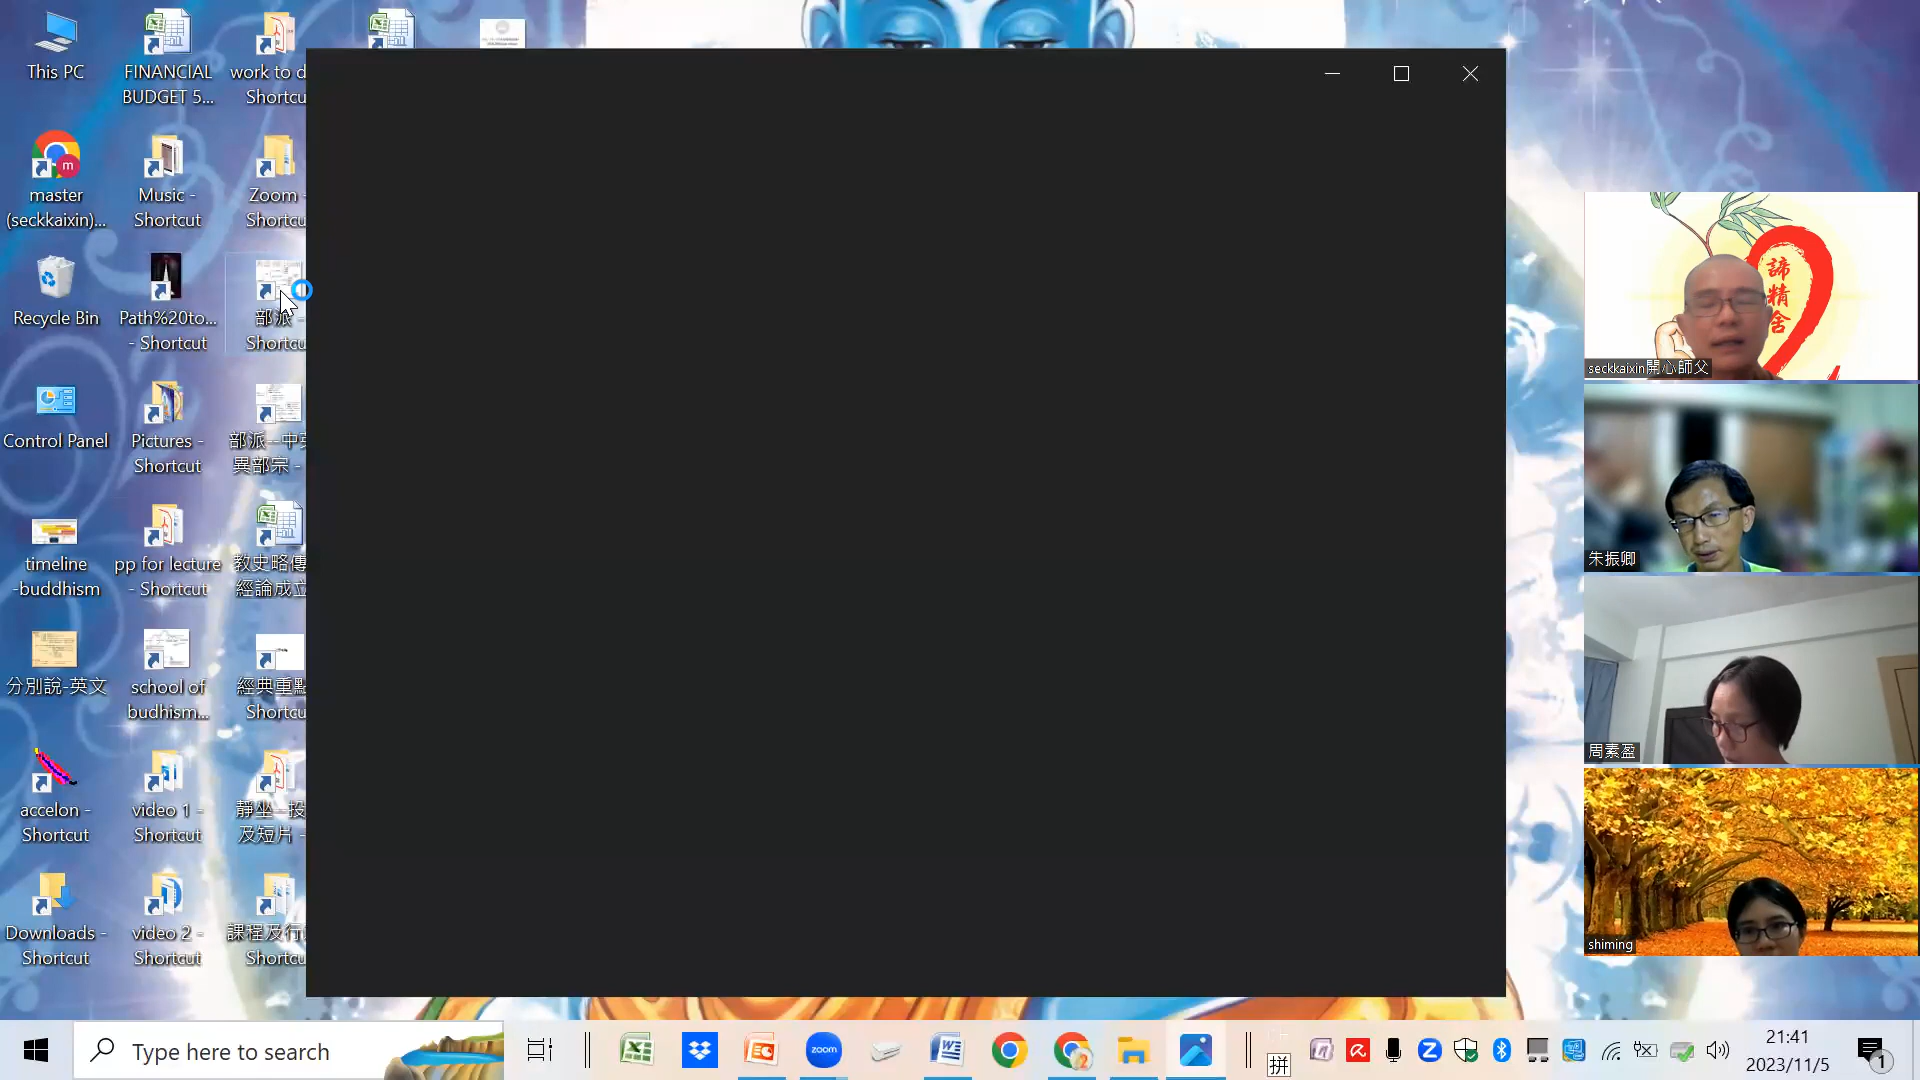 This PC
FINANCIAL
BUDGET 5...
work to d
Shortcu
master
(seckkaixin)...
Music -
Shortcut
Zoom -
Shortcu
Recycle Bin
Path%20to...
- Shortcut
部派 -
Shortcu
Control Panel
Pictures -
Shortcut
部派--中英
異部宗 -
timeline
-buddhism
pp for lecture
- Shortcut
教史略傳
經論成立
分別說-英文
school of
budhism...
經典重點
Shortcu
accelon -
Shortcut
video 1 -
Shortcut
靜坐--投
及短片 -
Downloads -
Shortcut
video 2 -
Shortcut
課程及行
Shortcu
諦
精
舍
seckkaixin開心師父
朱振卿
周素盈
shiming
Type here to search
zoom
拼
21:41
2023/11/5
1